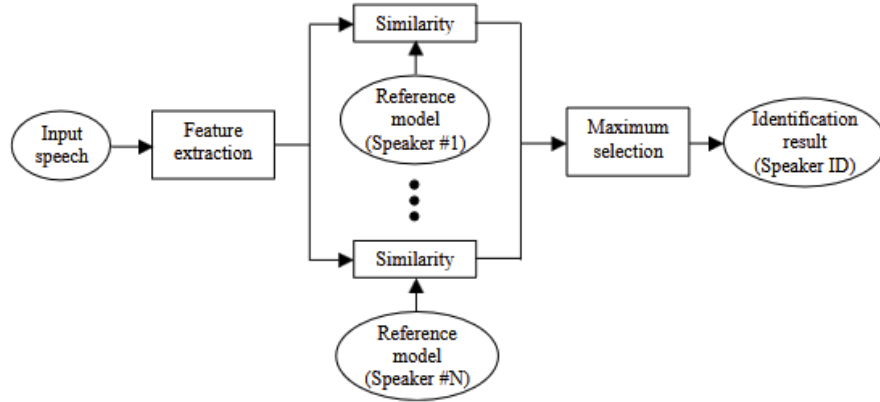 Input
speech
Feature
extraction
Similarity
Reference
model
(Speaker #1)
Similarity
Reference
model
(Speaker #N)
Maximum
selection
Identification
result
(Speaker ID)